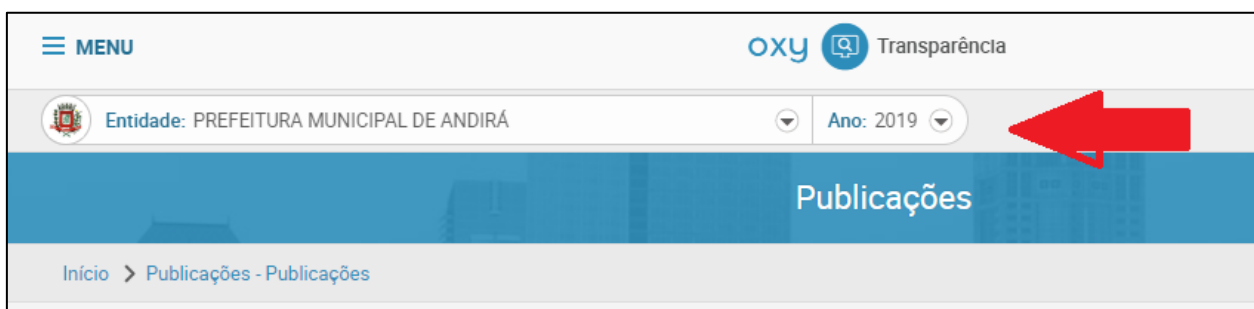 MENU
oxy Transparência
Entidade: PREFEITURA MUNICIPAL DE ANDIRÁ
Ano: 2019
Publicações
Início > Publicações - Publicações